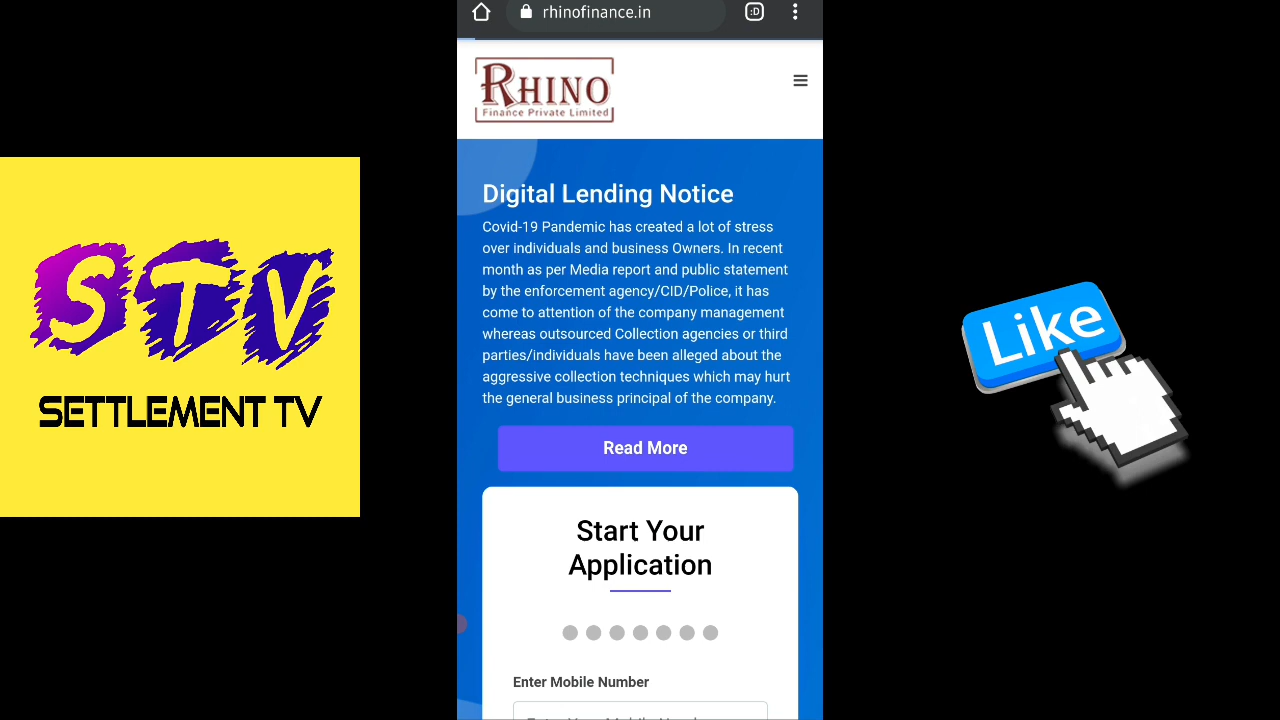 rhinofinance.in
:D
RHINO
Finance Private Limited
Digital Lending Notice
Covid-19 Pandemic has created a lot of stress
over individuals and business Owners. In recent
month as per Media report and public statement
by the enforcement agency/CID/Police, it has
come to attention of the company management
whereas outsourced Collection agencies or third
parties/individuals have been alleged about the
aggressive collection techniques which may hurt
the general business principal of the company.
Read More
Start Your
Application
Enter Mobile Number
STV
SETTLEMENT TV
Like